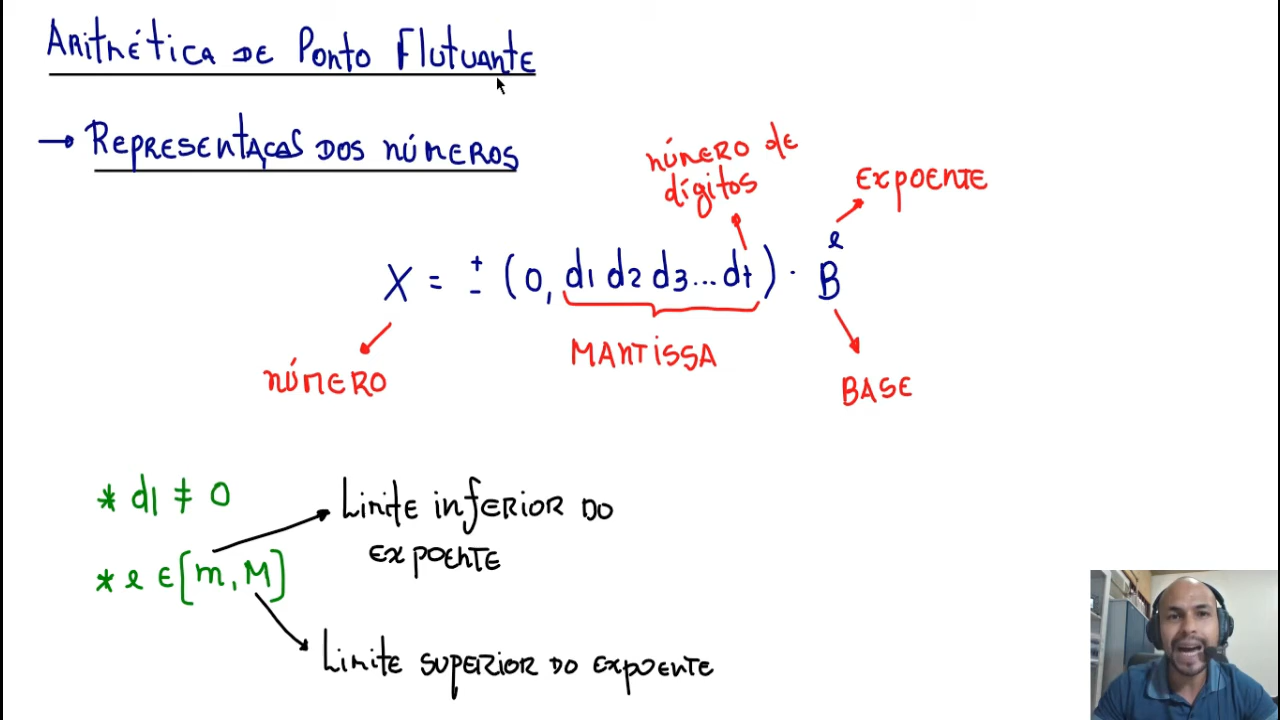 Aritmética de Ponto Flutuante
→ Representação dos números
número de
dígitos
expoente
X = ± (0, d1 d2 d3 ... dt) · B^e
Mantissa
número
Base
* d1 ≠ 0
Limite inferior do
expoente
* e ∈ [m, M]
Limite superior do expoente